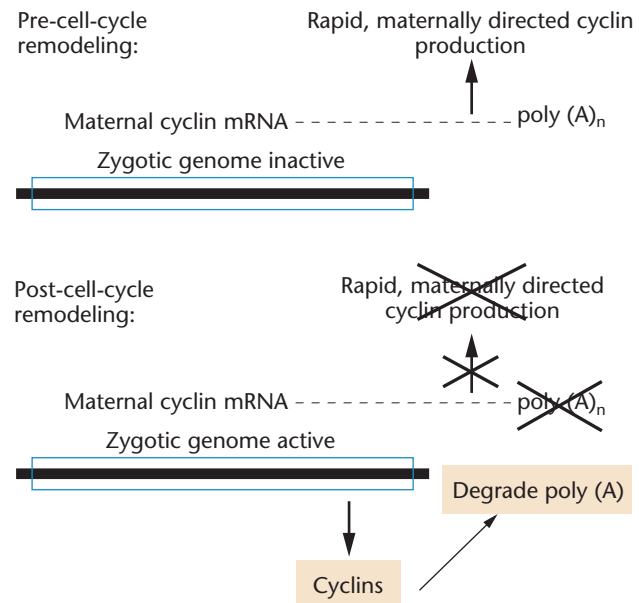 Pre-cell-cycle
remodeling:
Rapid, maternally directed cyclin
production
Maternal cyclin mRNA
poly (A)n
Zygotic genome inactive
Post-cell-cycle
remodeling:
Rapid, maternally directed
cyclin production
Maternal cyclin mRNA
poly (A)n
Zygotic genome active
Degrade poly (A)
Cyclins